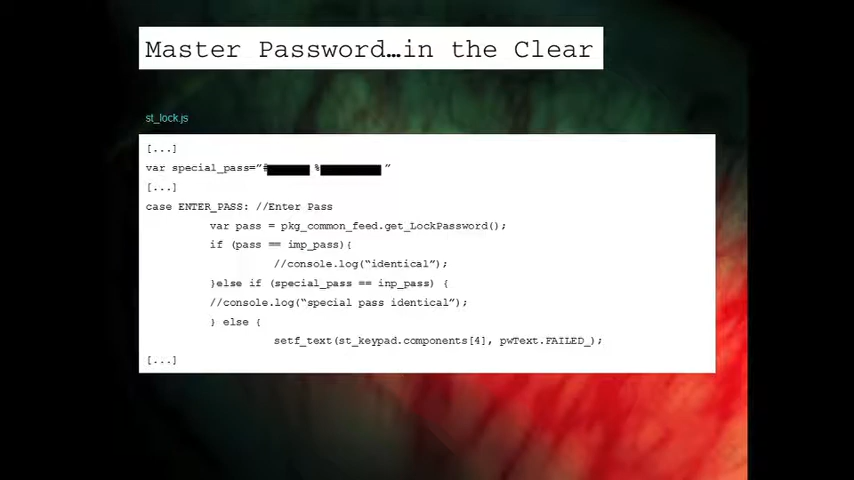 Master Password…in the Clear
st_lock.js
[...]
var special_pass="# % "
[...]
case ENTER_PASS: //Enter Pass
var pass = pkg_common_feed.get_LockPassword();
if (pass == imp_pass){
//console.log("identical");
}else if (special_pass == inp_pass) {
//console.log("special pass identical");
} else {
setf_text(st_keypad.components[4], pwText.FAILED_);
[...]